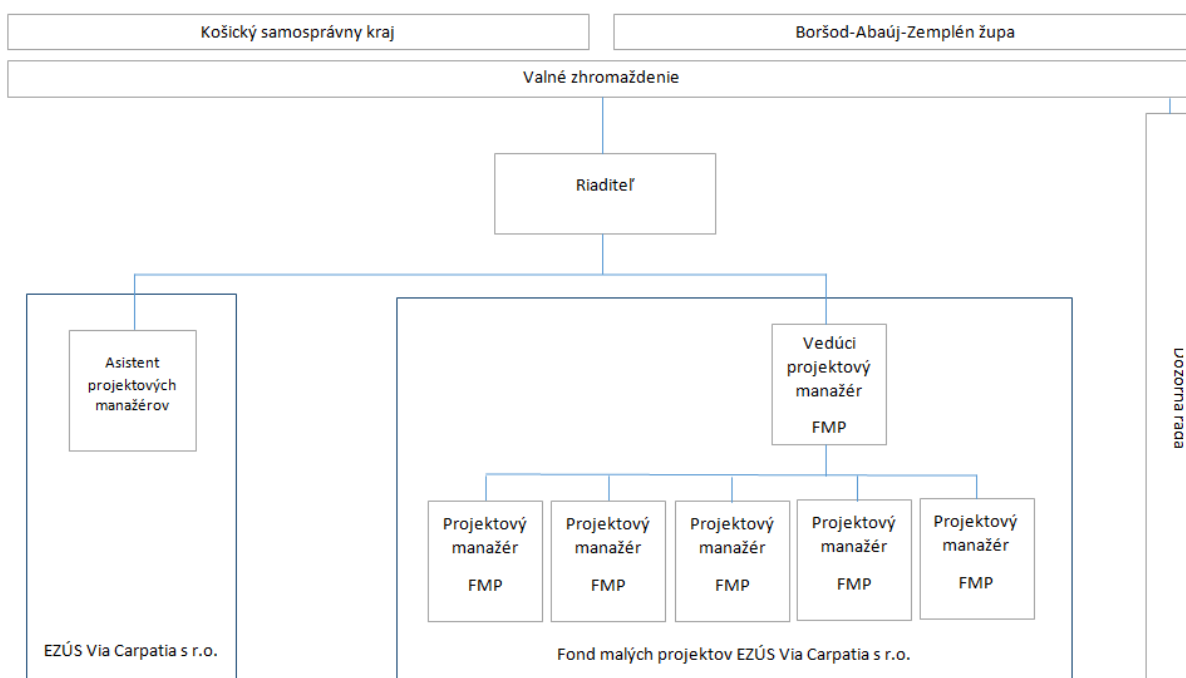 Košický samosprávny kraj
Boršod-Abaúj-Zemplén župa
Valné zhromaždenie
Riaditeľ
Asistent
projektových
manažérov
EZÚS Via Carpatia s r.o.
Vedúci
projektový
manažér
FMP
Projektový
manažér
FMP
Projektový
manažér
FMP
Projektový
manažér
FMP
Projektový
manažér
FMP
Projektový
manažér
FMP
Fond malých projektov EZÚS Via Carpatia s r.o.
Dozorna rada